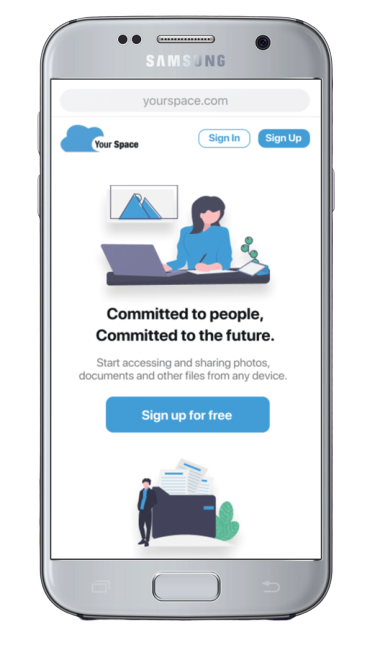 SAMSUNG
yourspace.com
Your Space
Sign In
Sign Up
Committed to people,
Committed to the future.
Start accessing and sharing photos,
documents and other files from any device.
Sign up for free